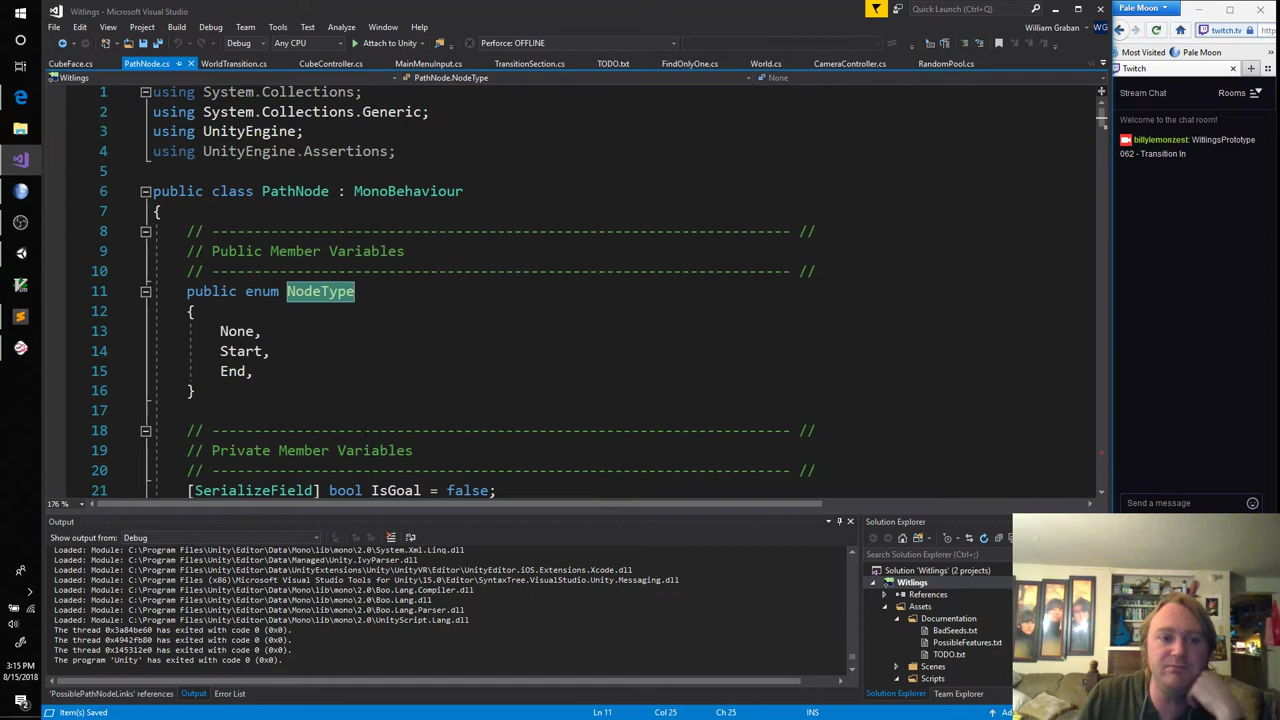 Witlings - Microsoft Visual Studio
Quick Launch (Ctrl+Q)
File Edit View Project Build Debug Team Tools Test Analyze Window Help
William Graban WG
Debug Any CPU Attach to Unity Perform: OFFLINE
CubeFace.cs PathNode.cs WorldTransition.cs CubeController.cs MainMenuInput.cs TransitionSection.cs TODO.txt FindOnlyOne.cs World.cs CameraController.cs RandomPool.cs
Witlings PathNode.NodeType None
1 using System.Collections;
2 using System.Collections.Generic;
3 using UnityEngine;
4 using UnityEngine.Assertions;
5
6 public class PathNode : MonoBehaviour
7 {
8 // --------------------------------------------------------------------- //
9 // Public Member Variables
10 // --------------------------------------------------------------------- //
11 public enum NodeType
12 {
13 None,
14 Start,
15 End,
16 }
17
18 // --------------------------------------------------------------------- //
19 // Private Member Variables
20 // --------------------------------------------------------------------- //
21 [SerializeField] bool IsGoal = false;
176 %
Output
Show output from: Debug
Loaded: Module: C:\Program Files\Unity\Editor\Data\Mono\lib\mono\2.0\System.Xml.Linq.dll
Loaded: Module: C:\Program Files\Unity\Editor\Data\Managed\Unity.IvyParser.dll
Loaded: Module: C:\Program Files\Unity\Editor\Data\UnityExtensions\Unity\UnityVR\Editor\UnityEditor.iOS.Extensions.Xcode.dll
Loaded: Module: C:\Program Files (x86)\Microsoft Visual Studio Tools for Unity\15.0\Editor\SyntaxTree.VisualStudio.Unity.Messaging.dll
Loaded: Module: C:\Program Files\Unity\Editor\Data\Mono\lib\mono\2.0\Boo.Lang.Compiler.dll
Loaded: Module: C:\Program Files\Unity\Editor\Data\Mono\lib\mono\2.0\Boo.Lang.dll
Loaded: Module: C:\Program Files\Unity\Editor\Data\Mono\lib\mono\2.0\Boo.Lang.Parser.dll
Loaded: Module: C:\Program Files\Unity\Editor\Data\Mono\lib\mono\2.0\UnityScript.Lang.dll
The thread 0x3a84be60 has exited with code 0 (0x0).
The thread 0x4942fb80 has exited with code 0 (0x0).
The thread 0x145312e0 has exited with code 0 (0x0).
The program 'Unity' has exited with code 0 (0x0).
'PossiblePathNodeLinks' references Output Error List
Item(s) Saved Ln 11 Col 25 Ch 25 INS
Solution Explorer
Search Solution Explorer (Ctrl+;)
Solution 'Witlings' (2 projects)
Witlings
References
Assets
Documentation
BadSeeds.txt
PossibleFeatures.txt
TODO.txt
Scenes
Scripts
Solution Explorer Team Explorer
Pale Moon
twitch.tv
Most Visited Pale Moon
Twitch
Stream Chat Rooms
Welcome to the chat room!
billylemonzest: WitlingsPrototype
062 - Transition In
Send a message
3:15 PM
8/15/2018
2